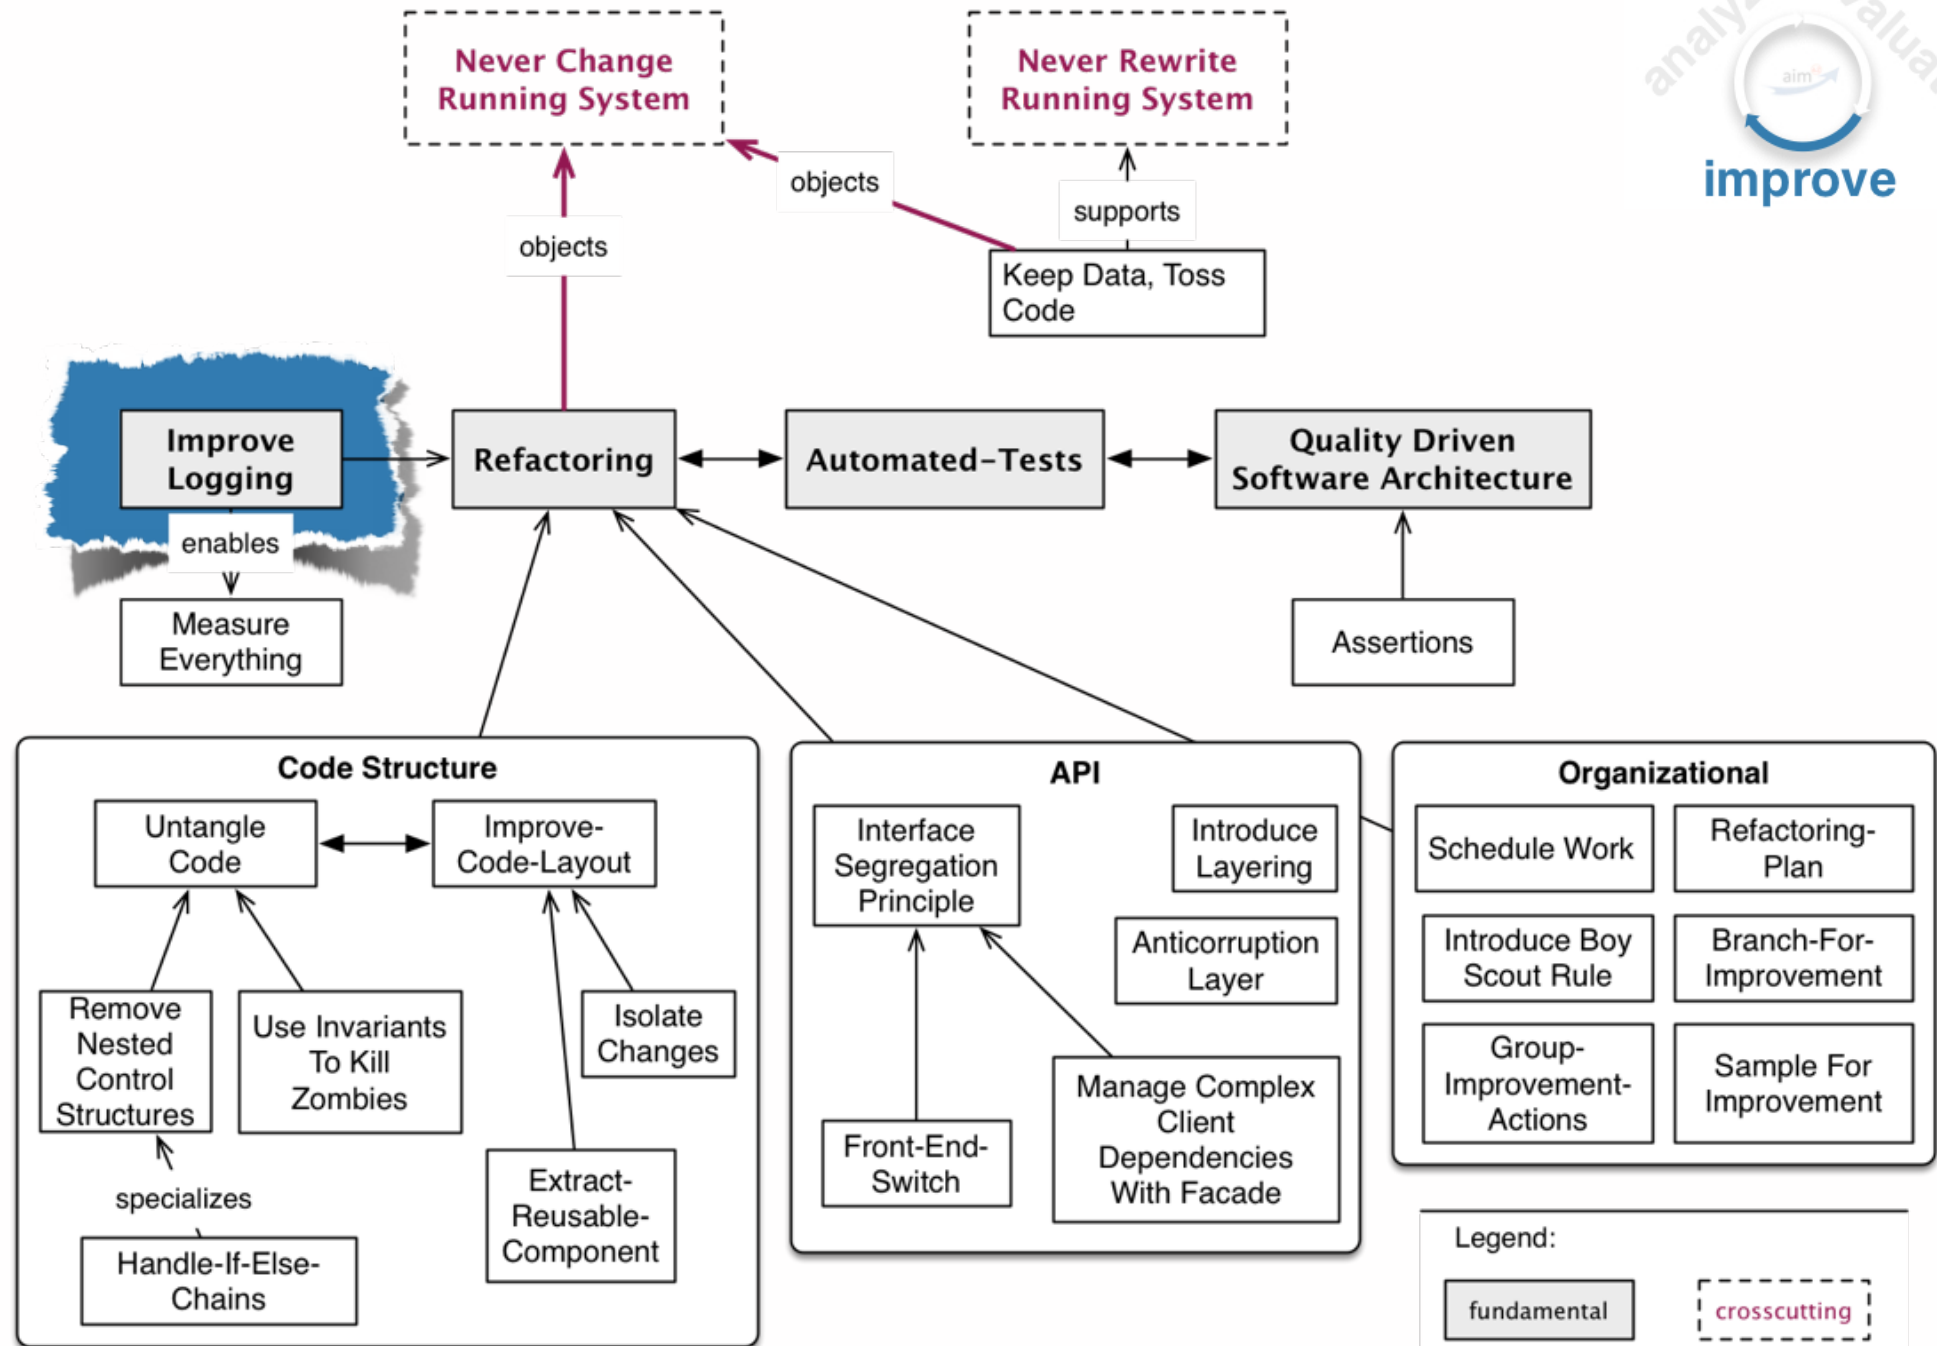 Never Change
Running System
Never Rewrite
Running System
aim
improve
objects
objects
supports
Keep Data, Toss
Code
Improve
Logging
Refactoring
Automated-Tests
Quality Driven
Software Architecture
enables
Measure
Everything
Assertions
Code Structure
Untangle
Code
Improve-
Code-Layout
Remove
Nested
Control
Structures
Use Invariants
To Kill
Zombies
Isolate
Changes
specializes
Handle-If-Else-
Chains
Extract-
Reusable-
Component
API
Interface
Segregation
Principle
Introduce
Layering
Anticorruption
Layer
Front-End-
Switch
Manage Complex
Client
Dependencies
With Facade
Organizational
Schedule Work
Refactoring-
Plan
Introduce Boy
Scout Rule
Branch-For-
Improvement
Group-
Improvement-
Actions
Sample For
Improvement
Legend:
fundamental
crosscutting